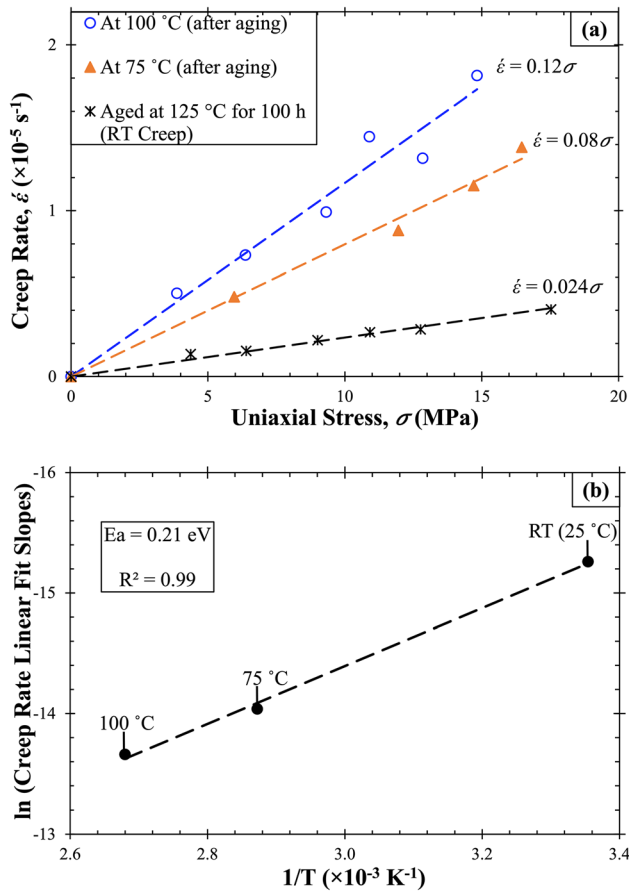 (a)
At 100 ˚C (after aging)
At 75 ˚C (after aging)
Aged at 125 °C for 100 h
(RT Creep)
έ = 0.12σ
έ = 0.08σ
έ = 0.024σ
2
1
0
Creep Rate, έ (×10⁻⁵ s⁻¹)
0 5 10 15 20
Uniaxial Stress, σ (MPa)
(b)
Ea = 0.21 eV
R² = 0.99
RT (25 ˚C)
75 ˚C
100 ˚C
-16
-15
-14
-13
ln (Creep Rate Linear Fit Slopes)
2.6 2.8 3 3.2 3.4
1/T (×10⁻³ K⁻¹)